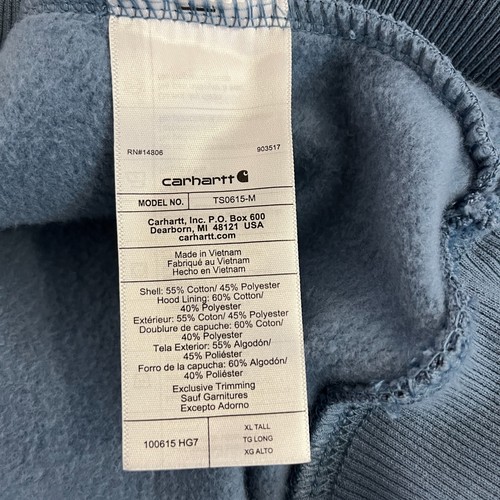 RN#14806 903517
carhartt
MODEL NO. TS0615-M
Carhartt, Inc. P.O. Box 600
Dearborn, MI 48121 USA
carhartt.com
Made in Vietnam
Fabriqué au Vietnam
Hecho en Vietnam
Shell: 55% Cotton/ 45% Polyester
Hood Lining: 60% Cotton/
40% Polyester
Extérieur: 55% Coton/ 45% Polyester
Doublure de capuche: 60% Coton/
40% Polyester
Tela Exterior: 55% Algodón/
45% Poliéster
Forro de la capucha: 60% Algodón/
40% Poliéster
Exclusive Trimming
Sauf Garnitures
Excepto Adorno
100615 HG7
XL TALL
TG LONG
XG ALTO